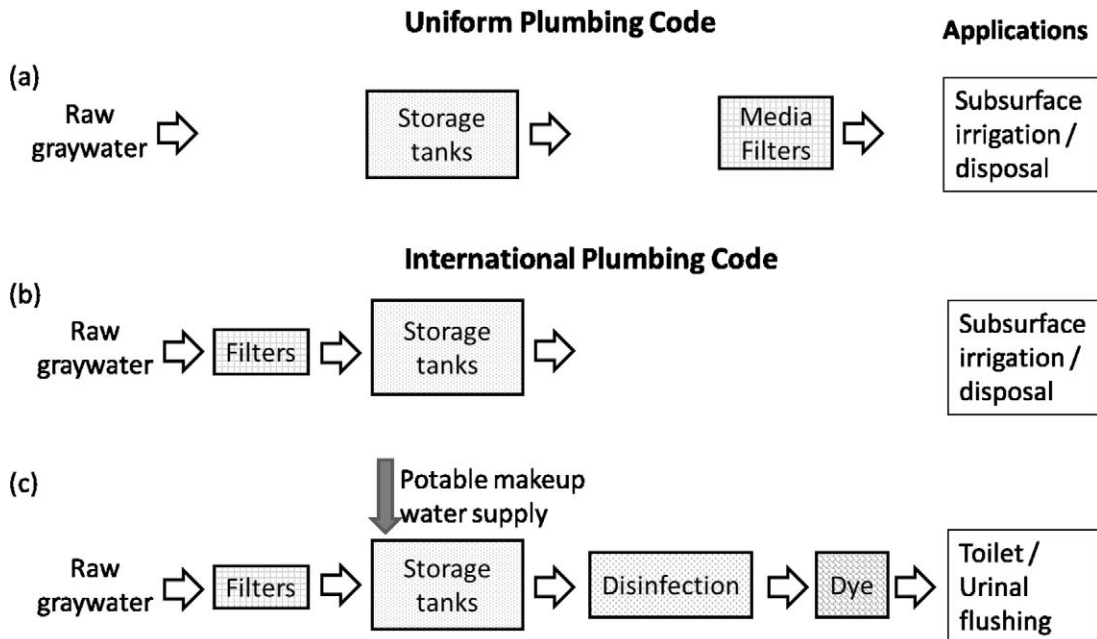 Uniform Plumbing Code
Applications
(a)
Raw
graywater
Storage
tanks
Media
Filters
Subsurface
irrigation /
disposal
International Plumbing Code
(b)
Raw
graywater
Filters
Storage
tanks
Subsurface
irrigation /
disposal
(c)
Potable makeup
water supply
Raw
graywater
Filters
Storage
tanks
Disinfection
Dye
Toilet /
Urinal
flushing